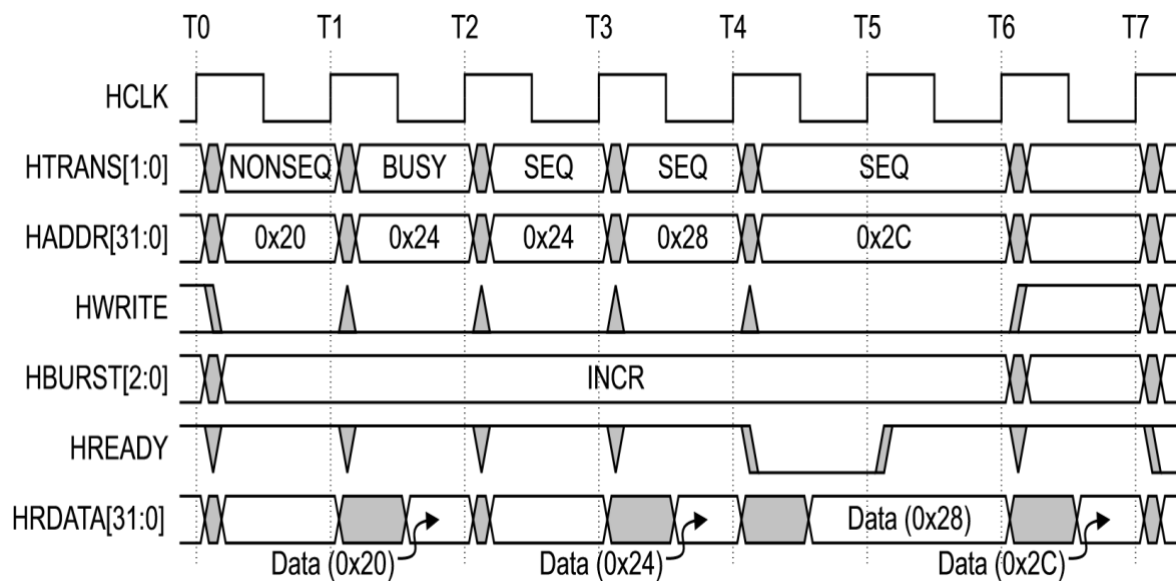 T0 T1 T2 T3 T4 T5 T6 T7
HCLK
HTRANS[1:0] NONSEQ BUSY SEQ SEQ SEQ
HADDR[31:0] 0x20 0x24 0x24 0x28 0x2C
HWRITE
HBURST[2:0] INCR
HREADY
HRDATA[31:0] Data (0x28)
Data (0x20) Data (0x24) Data (0x2C)